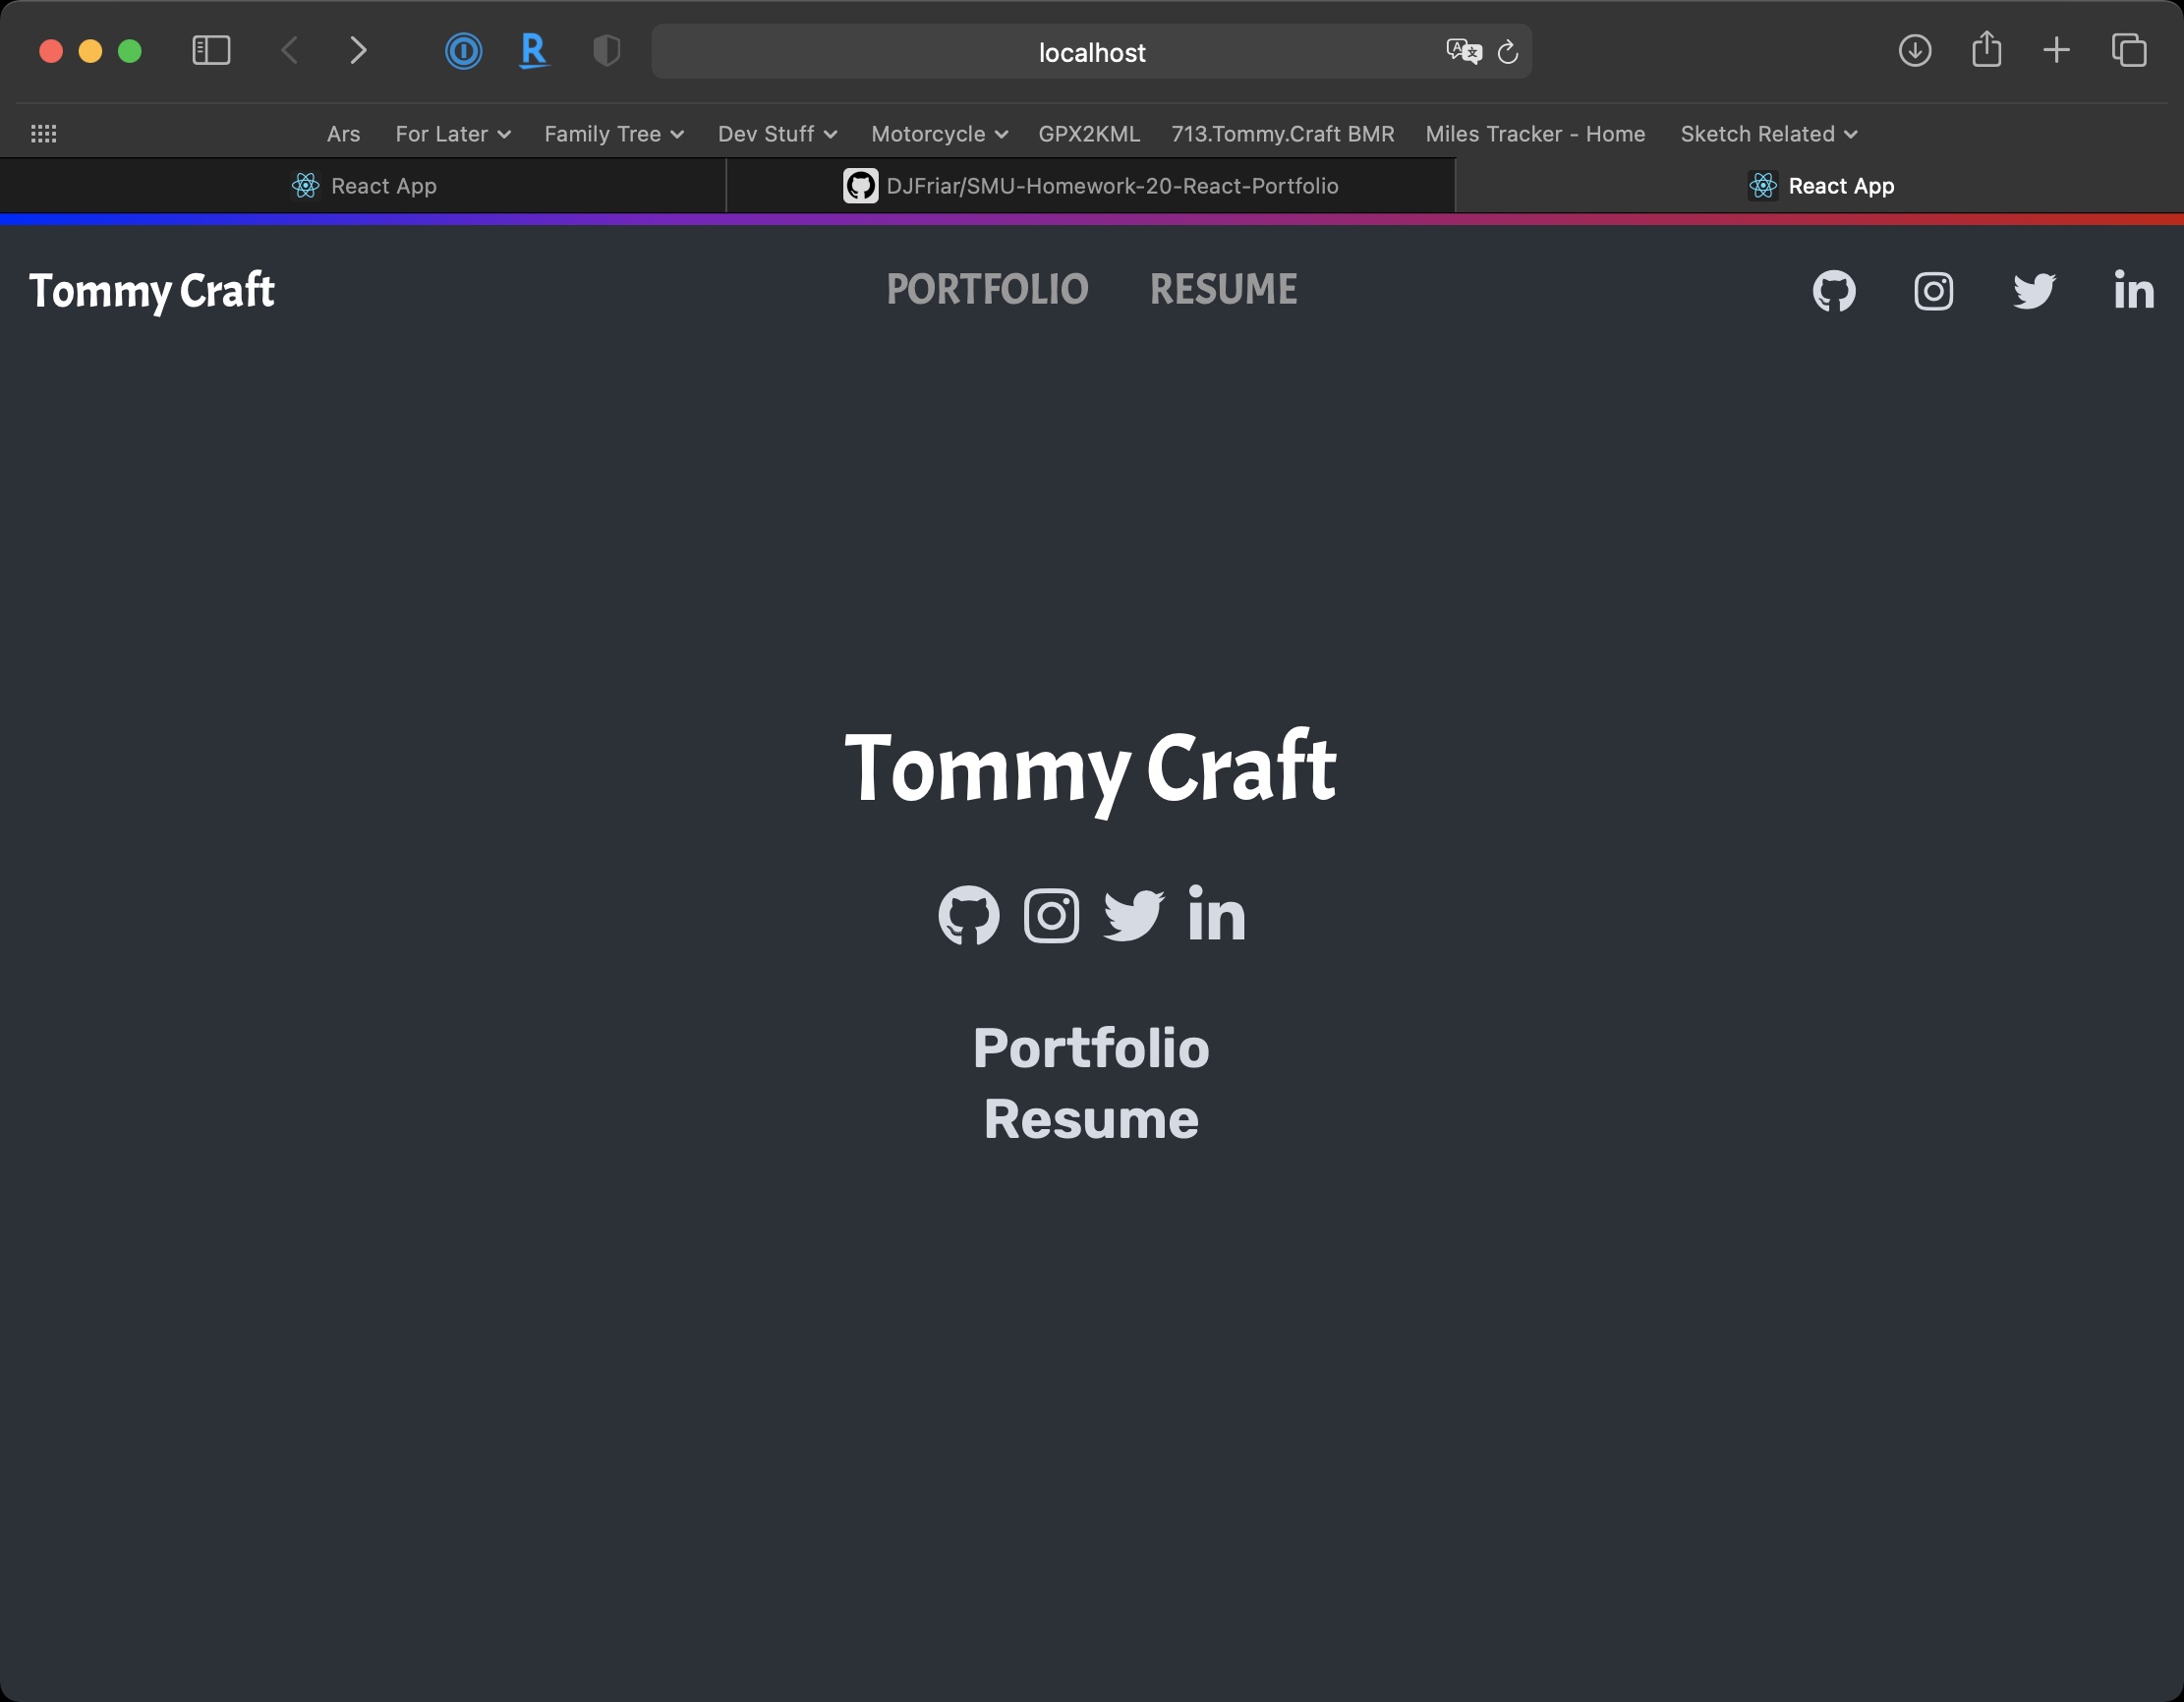 localhost
Ars For Later Family Tree Dev Stuff Motorcycle GPX2KML 713.Tommy.Craft BMR Miles Tracker - Home Sketch Related
React App DJFriar/SMU-Homework-20-React-Portfolio React App
Tommy Craft PORTFOLIO RESUME in
Tommy Craft
in
Portfolio
Resume